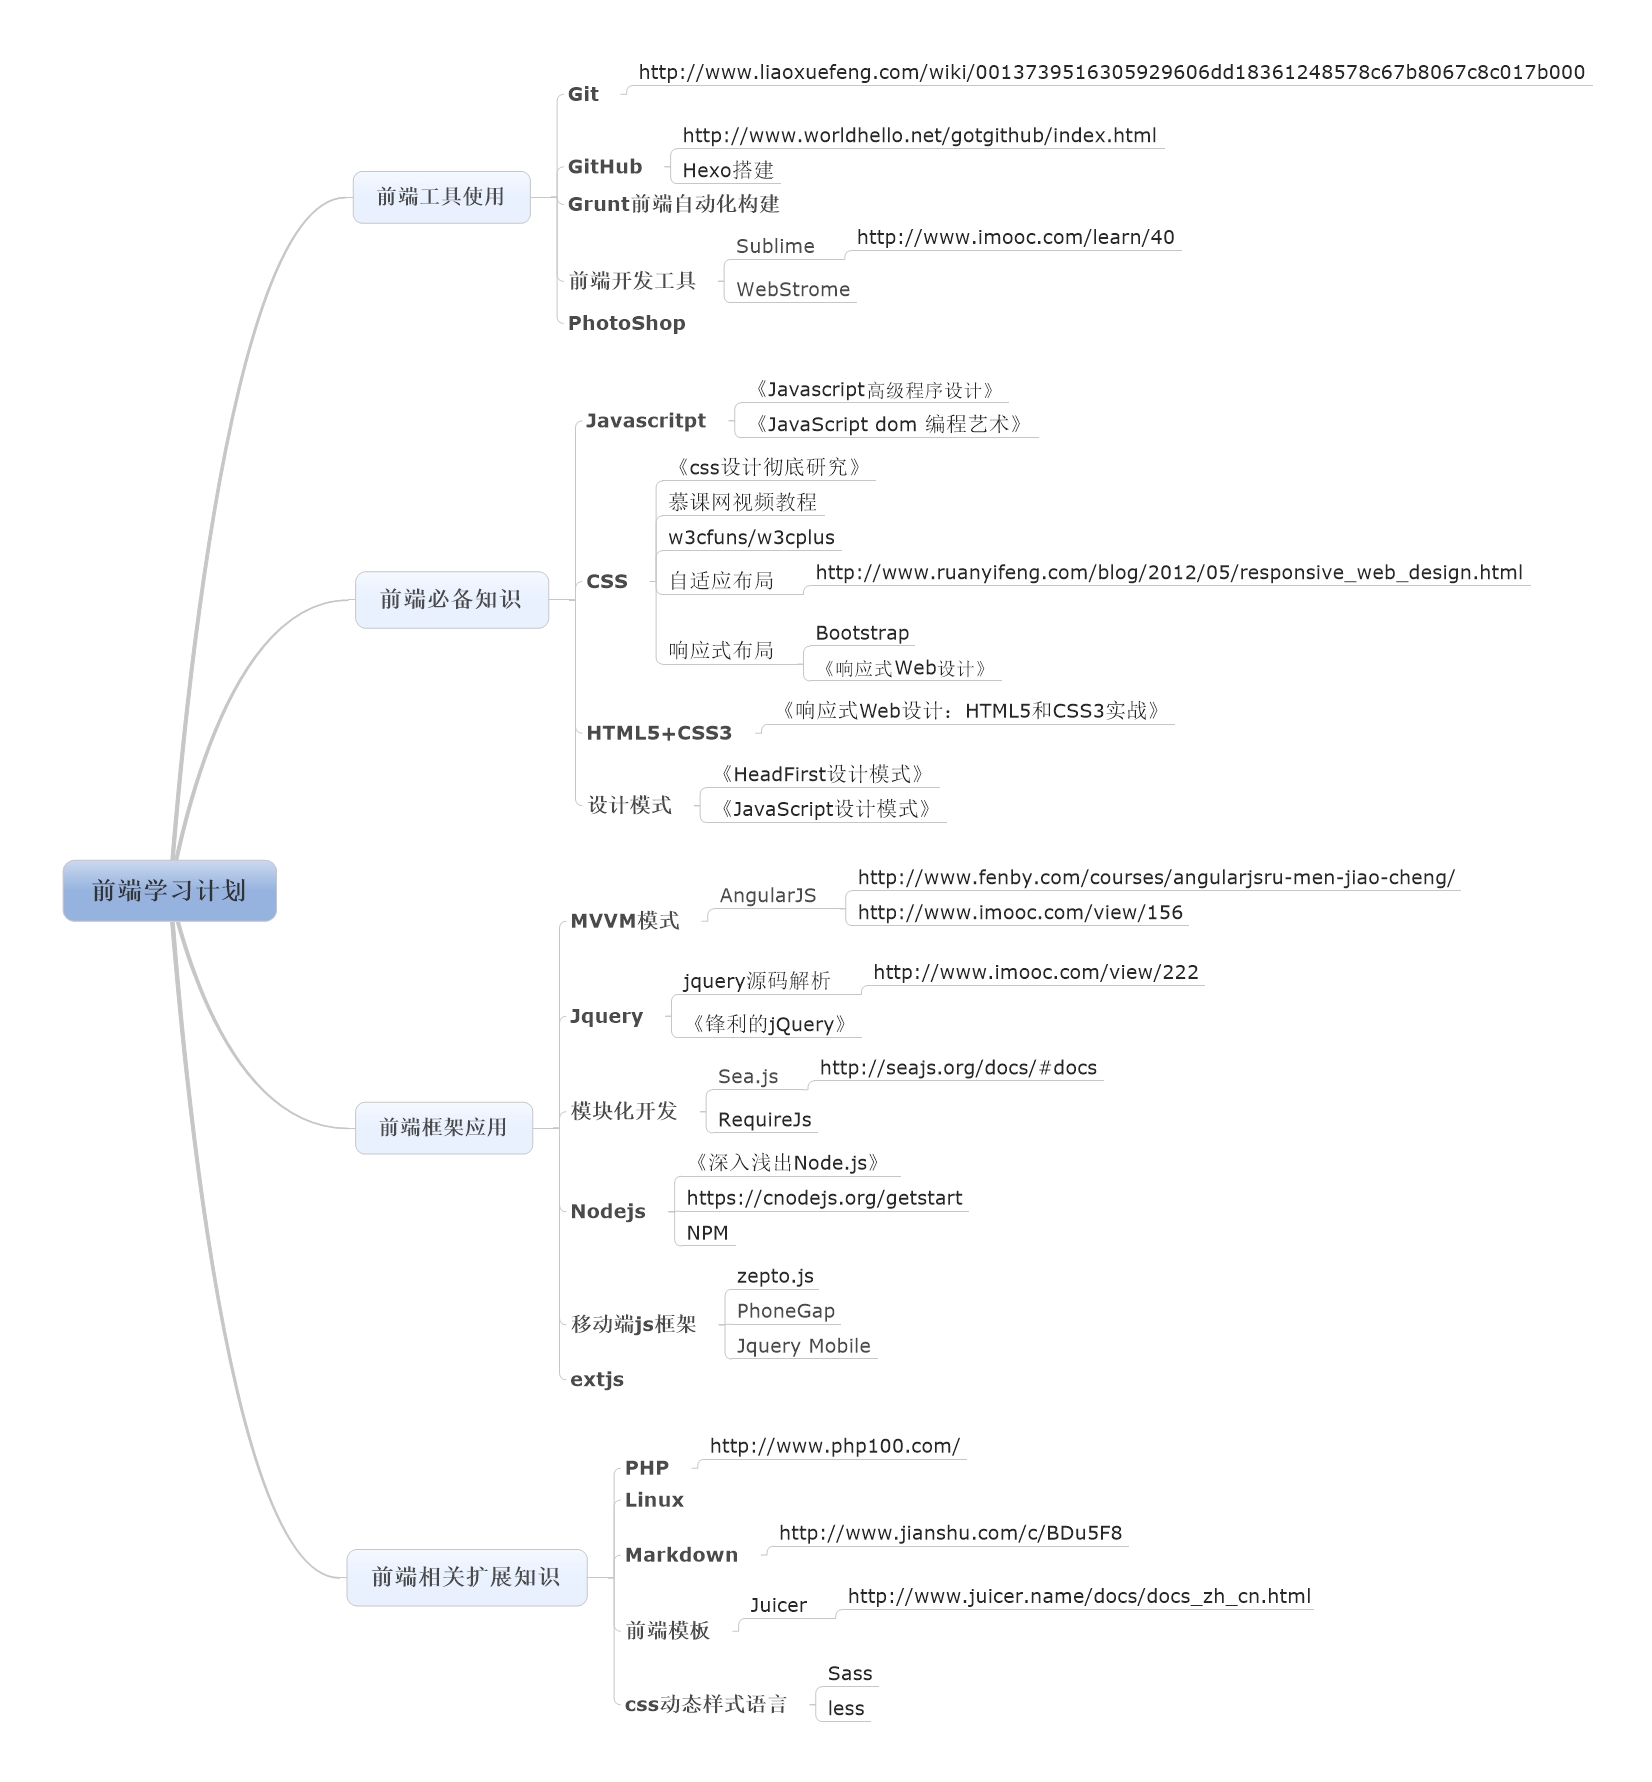 前端学习计划
前端工具使用
Git
http://www.liaoxuefeng.com/wiki/0013739516305929606dd18361248578c67b8067c8c017b000
GitHub
http://www.worldhello.net/gotgithub/index.html
Hexo搭建
Grunt前端自动化构建
前端开发工具
Sublime
http://www.imooc.com/learn/40
WebStrome
PhotoShop
前端必备知识
Javascritpt
《Javascript高级程序设计》
《JavaScript dom 编程艺术》
CSS
《css设计彻底研究》
慕课网视频教程
w3cfuns/w3cplus
自适应布局
http://www.ruanyifeng.com/blog/2012/05/responsive_web_design.html
响应式布局
Bootstrap
《响应式Web设计》
HTML5+CSS3
《响应式Web设计：HTML5和CSS3实战》
设计模式
《HeadFirst设计模式》
《JavaScript设计模式》
前端框架应用
MVVM模式
AngularJS
http://www.fenby.com/courses/angularjsru-men-jiao-cheng/
http://www.imooc.com/view/156
Jquery
jquery源码解析
http://www.imooc.com/view/222
《锋利的jQuery》
模块化开发
Sea.js
http://seajs.org/docs/#docs
RequireJs
Nodejs
《深入浅出Node.js》
https://cnodejs.org/getstart
NPM
移动端js框架
zepto.js
PhoneGap
Jquery Mobile
extjs
前端相关扩展知识
PHP
http://www.php100.com/
Linux
Markdown
http://www.jianshu.com/c/BDu5F8
前端模板
Juicer
http://www.juicer.name/docs/docs_zh_cn.html
css动态样式语言
Sass
less